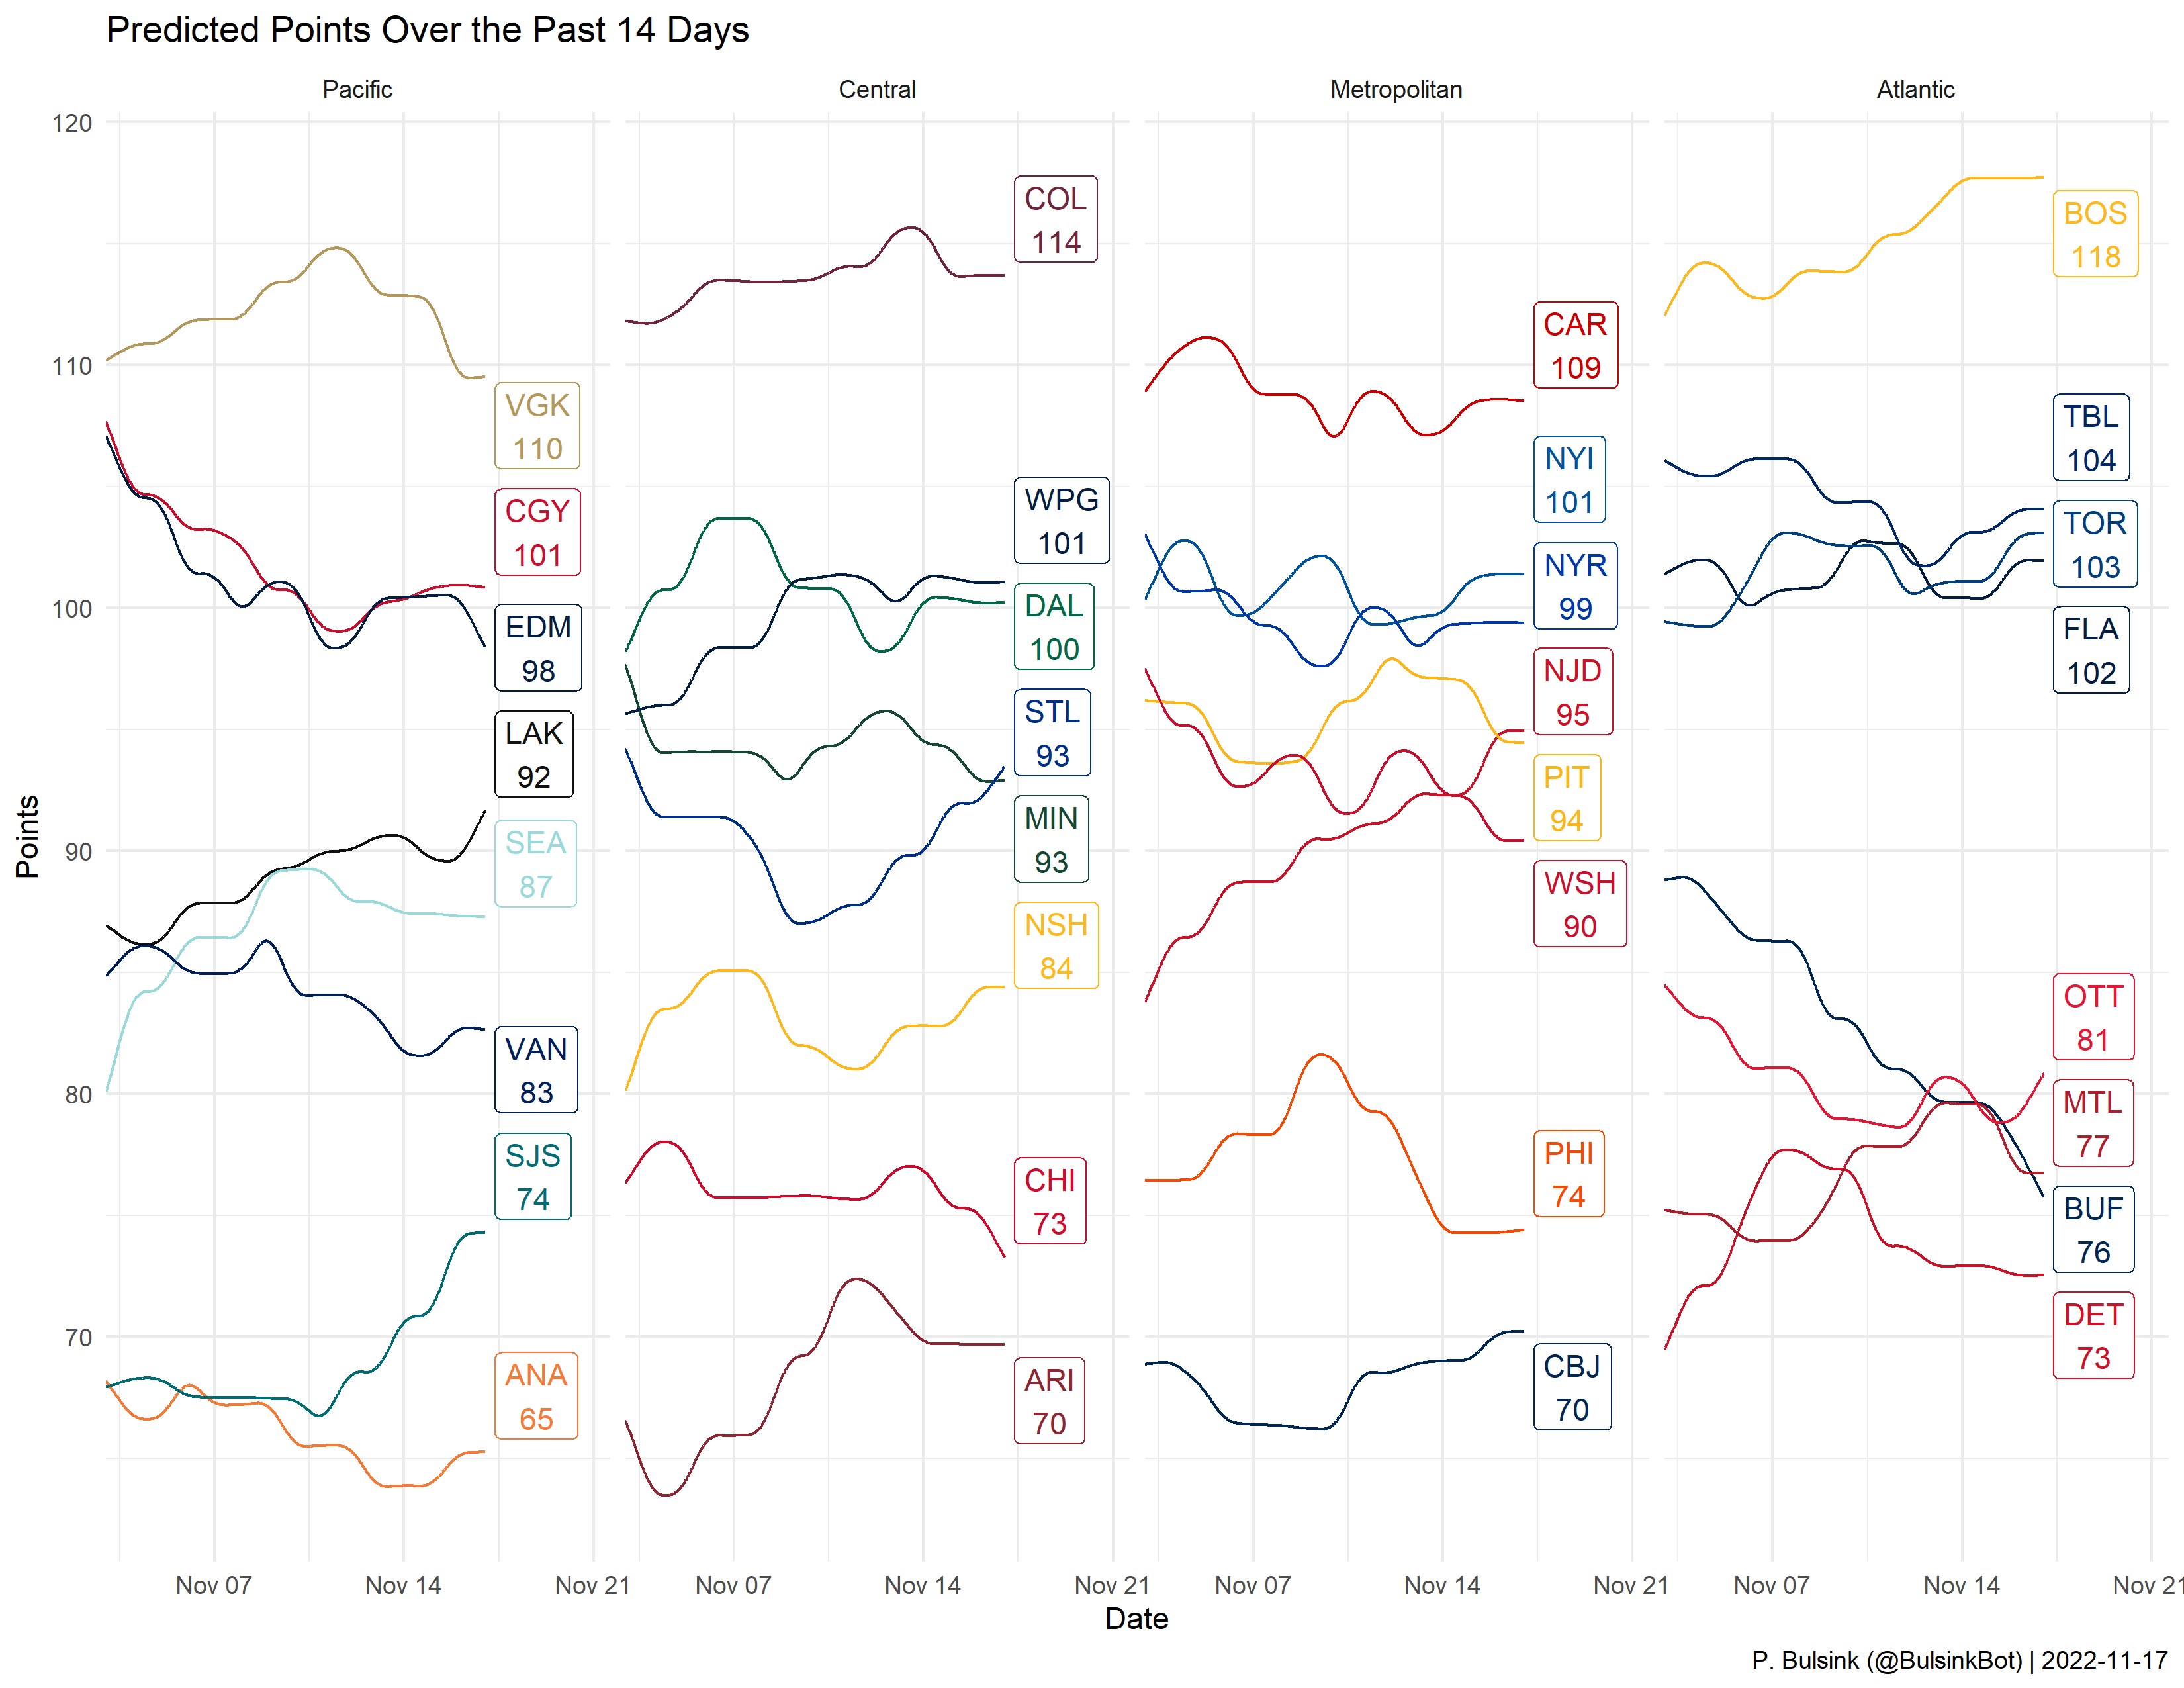 Predicted Points Over the Past 14 Days
Pacific
Central
Metropolitan
Atlantic
Points
120
110
100
90
80
70
VGK
110
CGY
101
EDM
98
LAK
92
SEA
87
VAN
83
SJS
74
ANA
65
COL
114
WPG
101
DAL
100
STL
93
MIN
93
NSH
84
CHI
73
ARI
70
CAR
109
NYI
101
NYR
99
NJD
95
PIT
94
WSH
90
PHI
74
CBJ
70
BOS
118
TBL
104
TOR
103
FLA
102
OTT
81
MTL
77
BUF
76
DET
73
Nov 07 Nov 14 Nov 21 Nov 07 Nov 14 Nov 21 Nov 07 Nov 14 Nov 21 Nov 07 Nov 14 Nov 21
Date
P. Bulsink (@BulsinkBot) | 2022-11-17